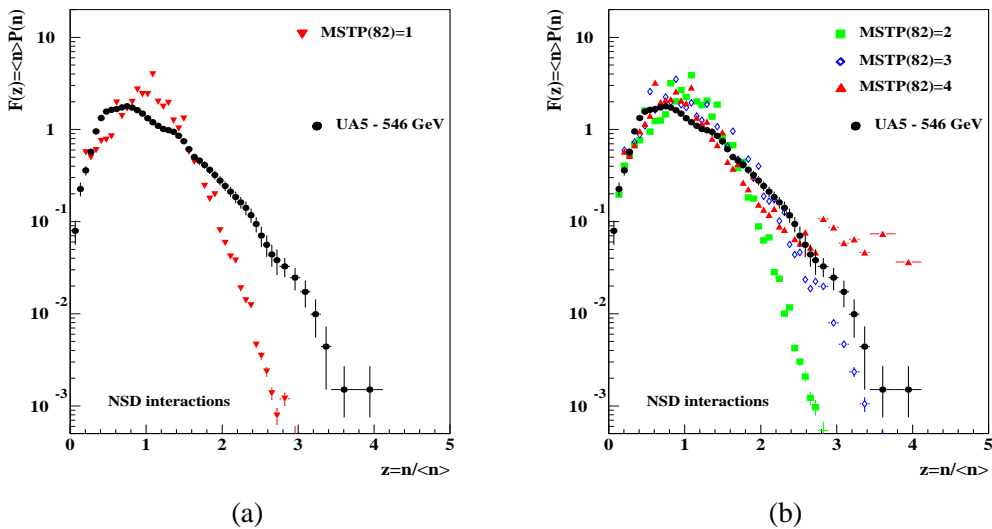 F(z)=<n>P(n)
MSTP(82)=1
UA5 - 546 GeV
10
1
10⁻¹
10⁻²
10⁻³
NSD interactions
0 1 2 3 4 5
z=n/<n>
(a)
F(z)=<n>P(n)
MSTP(82)=2
MSTP(82)=3
MSTP(82)=4
UA5 - 546 GeV
10
1
10⁻¹
10⁻²
10⁻³
NSD interactions
0 1 2 3 4 5
z=n/<n>
(b)